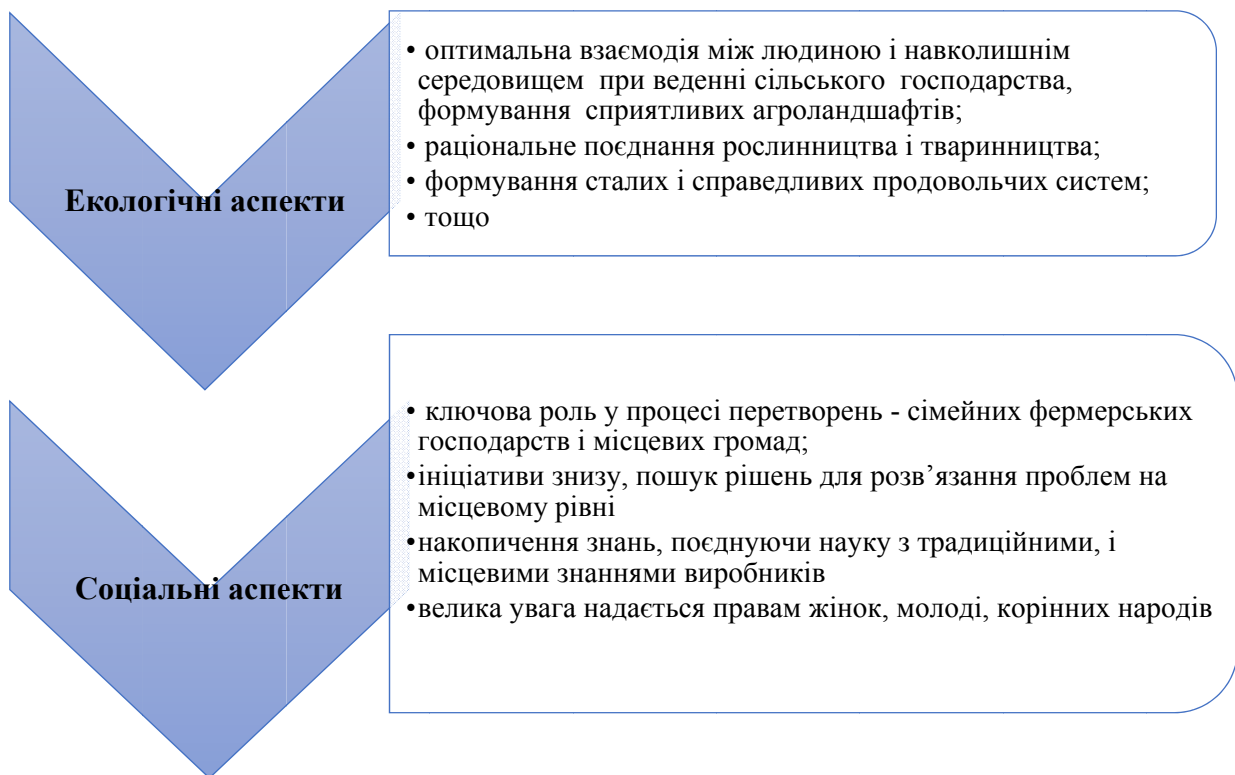 Екологічні аспекти
• оптимальна взаємодія між людиною і навколишнім
середовищем при веденні сільського господарства,
формування сприятливих агроландшафтів;
• раціональне поєднання рослинництва і тваринництва;
• формування сталих і справедливих продовольчих систем;
• тощо
Соціальні аспекти
• ключова роль у процесі перетворень - сімейних фермерських
господарств і місцевих громад;
•ініціативи знизу, пошук рішень для розв’язання проблем на
місцевому рівні
•накопичення знань, поєднуючи науку з традиційними, і
місцевими знаннями виробників
•велика увага надається правам жінок, молоді, корінних народів